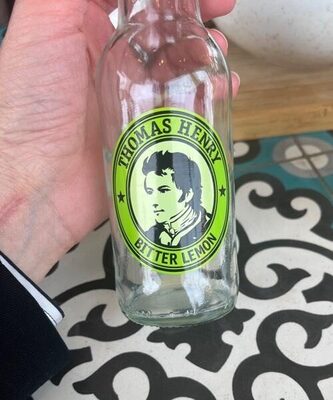 THOMAS HENRY
BITTER LEMON